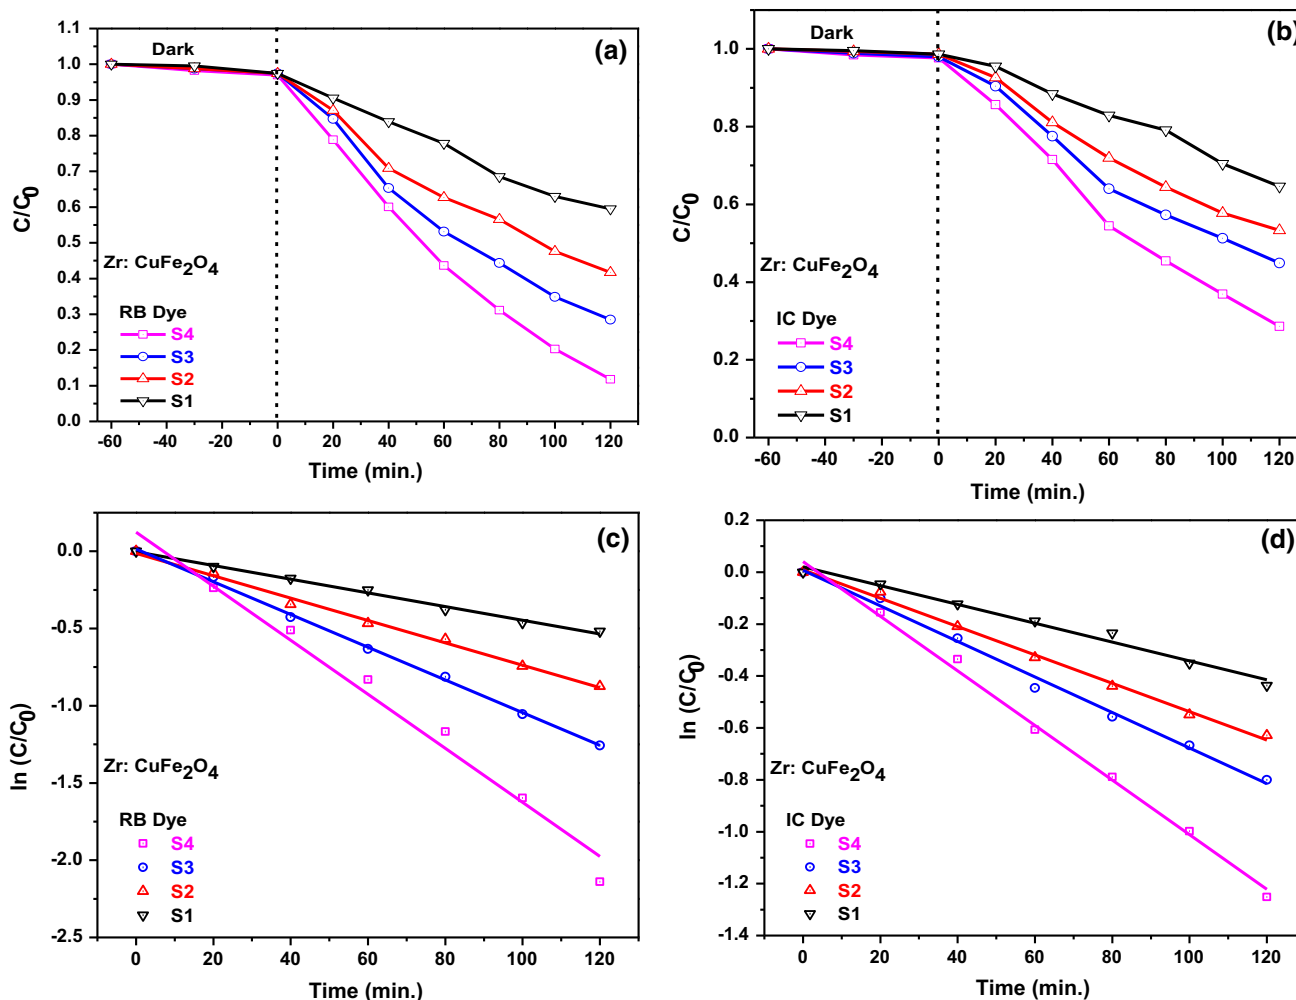 (a)
Dark
1.1
1.0
0.9
0.8
0.7
0.6
0.5
0.4
0.3
0.2
0.1
0.0
C/C0
Zr: CuFe2O4
RB Dye
S4
S3
S2
S1
-60 -40 -20 0 20 40 60 80 100 120
Time (min.)
(b)
Dark
1.0
0.8
0.6
0.4
0.2
0.0
C/C0
Zr: CuFe2O4
IC Dye
S4
S3
S2
S1
-60 -40 -20 0 20 40 60 80 100 120
Time (min.)
(c)
0.0
-0.5
-1.0
-1.5
-2.0
-2.5
ln (C/C0)
Zr: CuFe2O4
RB Dye
S4
S3
S2
S1
0 20 40 60 80 100 120
Time (min.)
(d)
0.2
0.0
-0.2
-0.4
-0.6
-0.8
-1.0
-1.2
-1.4
ln (C/C0)
Zr: CuFe2O4
IC Dye
S4
S3
S2
S1
0 20 40 60 80 100 120
Time (min.)